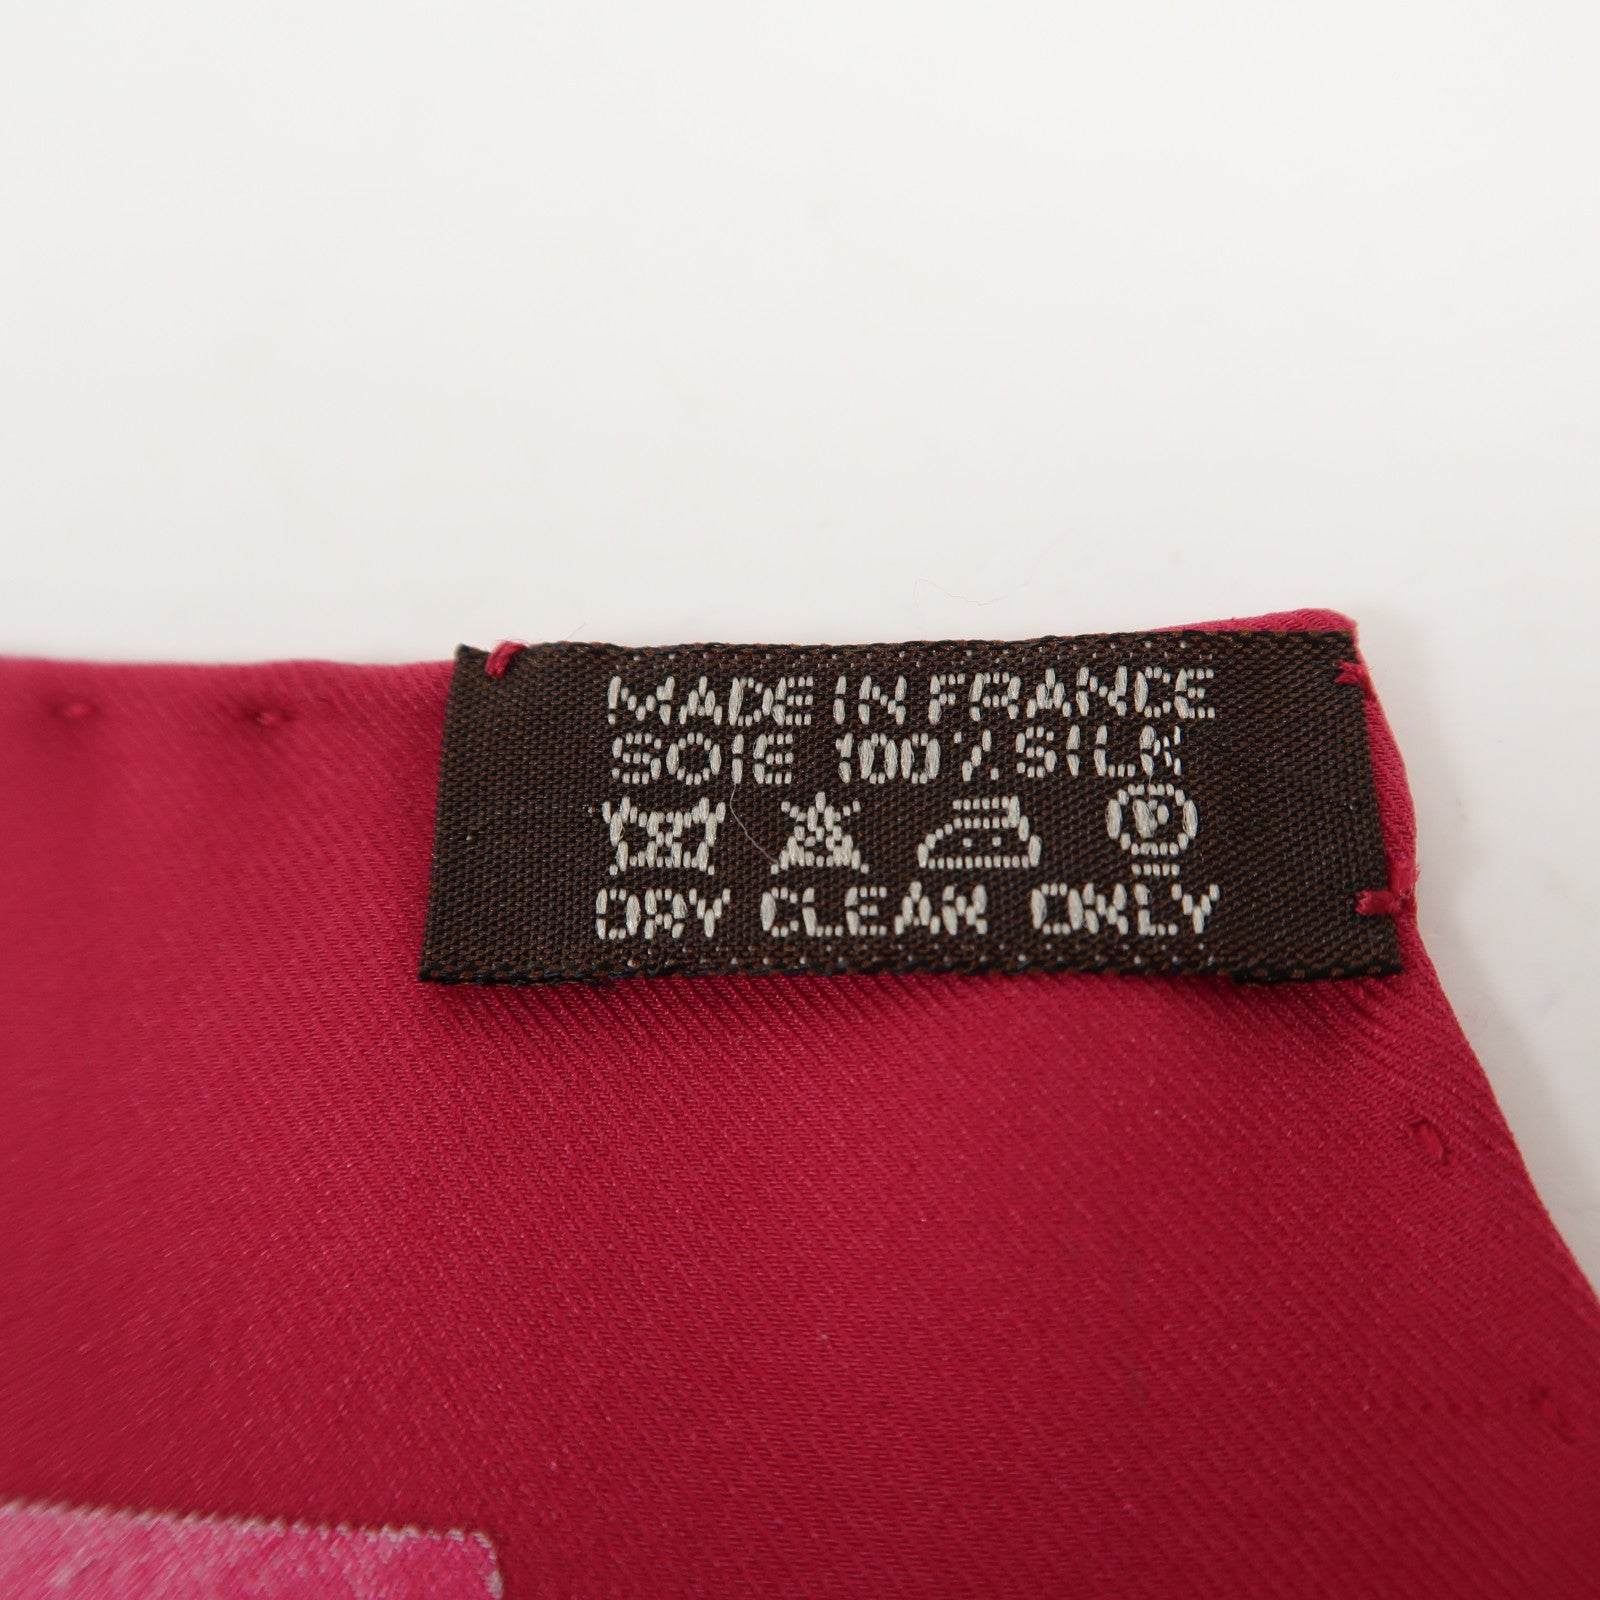 MADE IN FRANCE
SOIE 100% SILK
P
DRY CLEAN ONLY